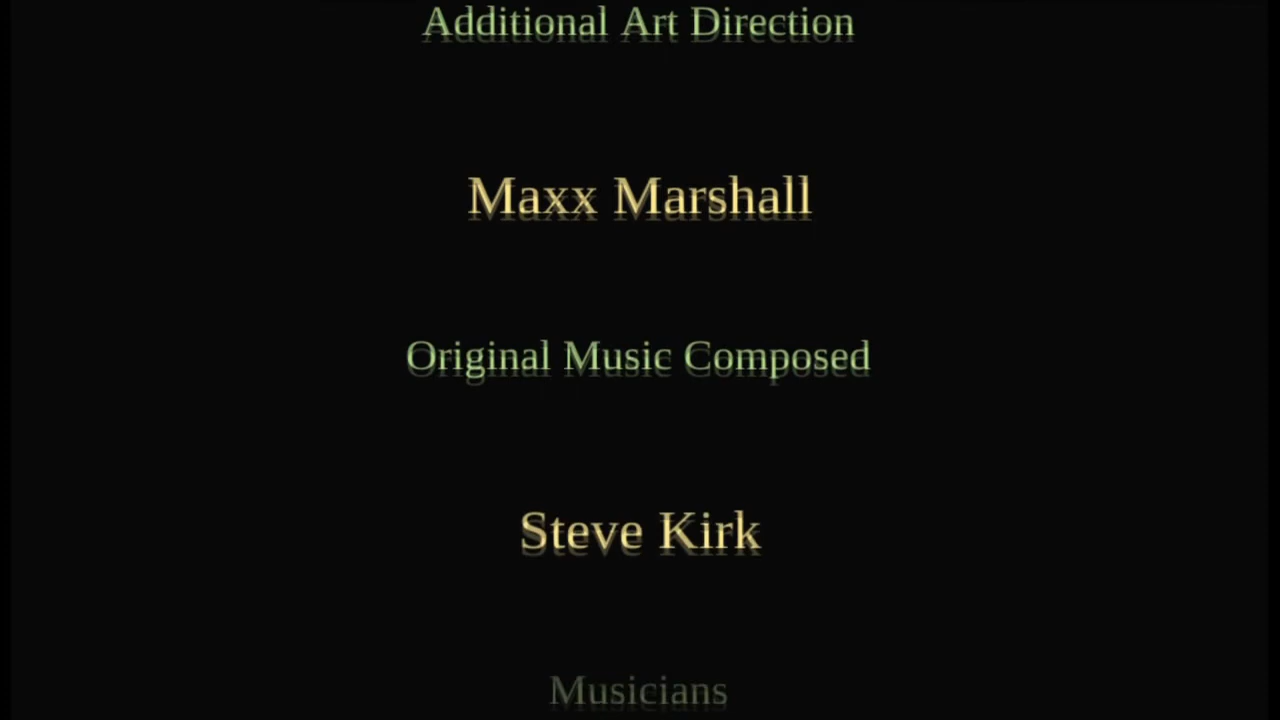 Additional Art Direction
Maxx Marshall
Original Music Composed
Steve Kirk
Musicians